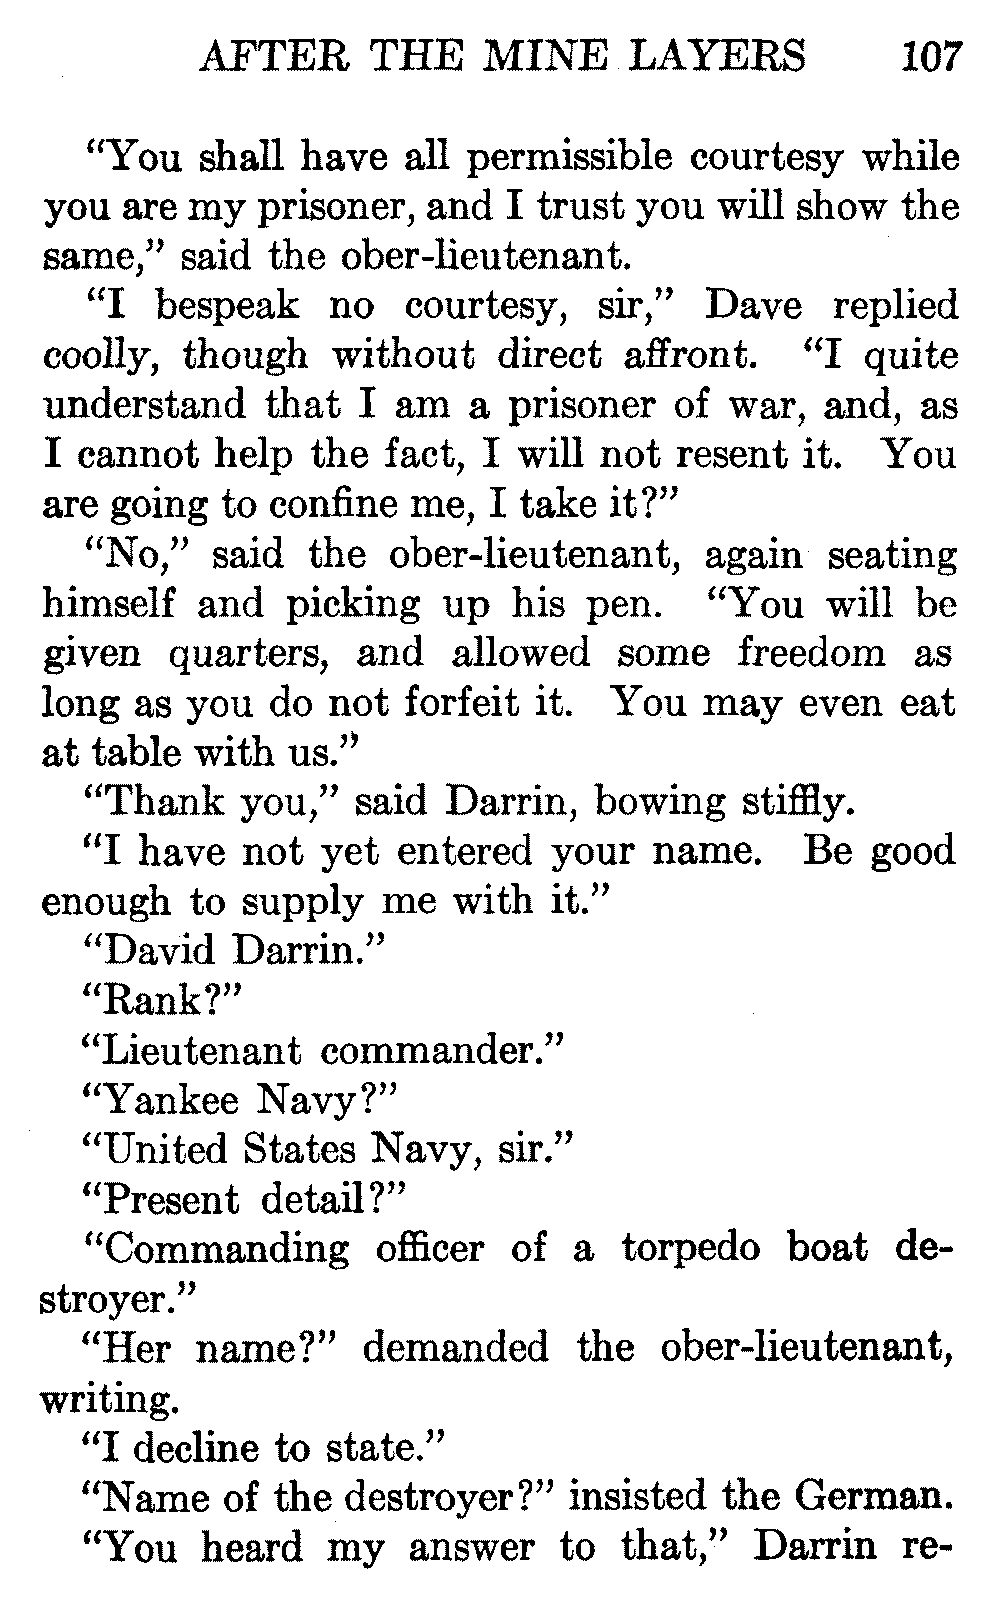 AFTER THE MINE LAYERS 107
“You shall have all permissible courtesy while
you are my prisoner, and I trust you will show the
same,” said the ober-lieutenant.
“I bespeak no courtesy, sir,” Dave replied
coolly, though without direct affront. “I quite
understand that I am a prisoner of war, and, as
I cannot help the fact, I will not resent it. You
are going to confine me, I take it?”
“No,” said the ober-lieutenant, again seating
himself and picking up his pen. “You will be
given quarters, and allowed some freedom as
long as you do not forfeit it. You may even eat
at table with us.”
“Thank you,” said Darrin, bowing stiffly.
“I have not yet entered your name. Be good
enough to supply me with it.”
“David Darrin.”
“Rank?”
“Lieutenant commander.”
“Yankee Navy?”
“United States Navy, sir.”
“Present detail?”
“Commanding officer of a torpedo boat de-
stroyer.”
“Her name?” demanded the ober-lieutenant,
writing.
“I decline to state.”
“Name of the destroyer?” insisted the German.
“You heard my answer to that,” Darrin re-